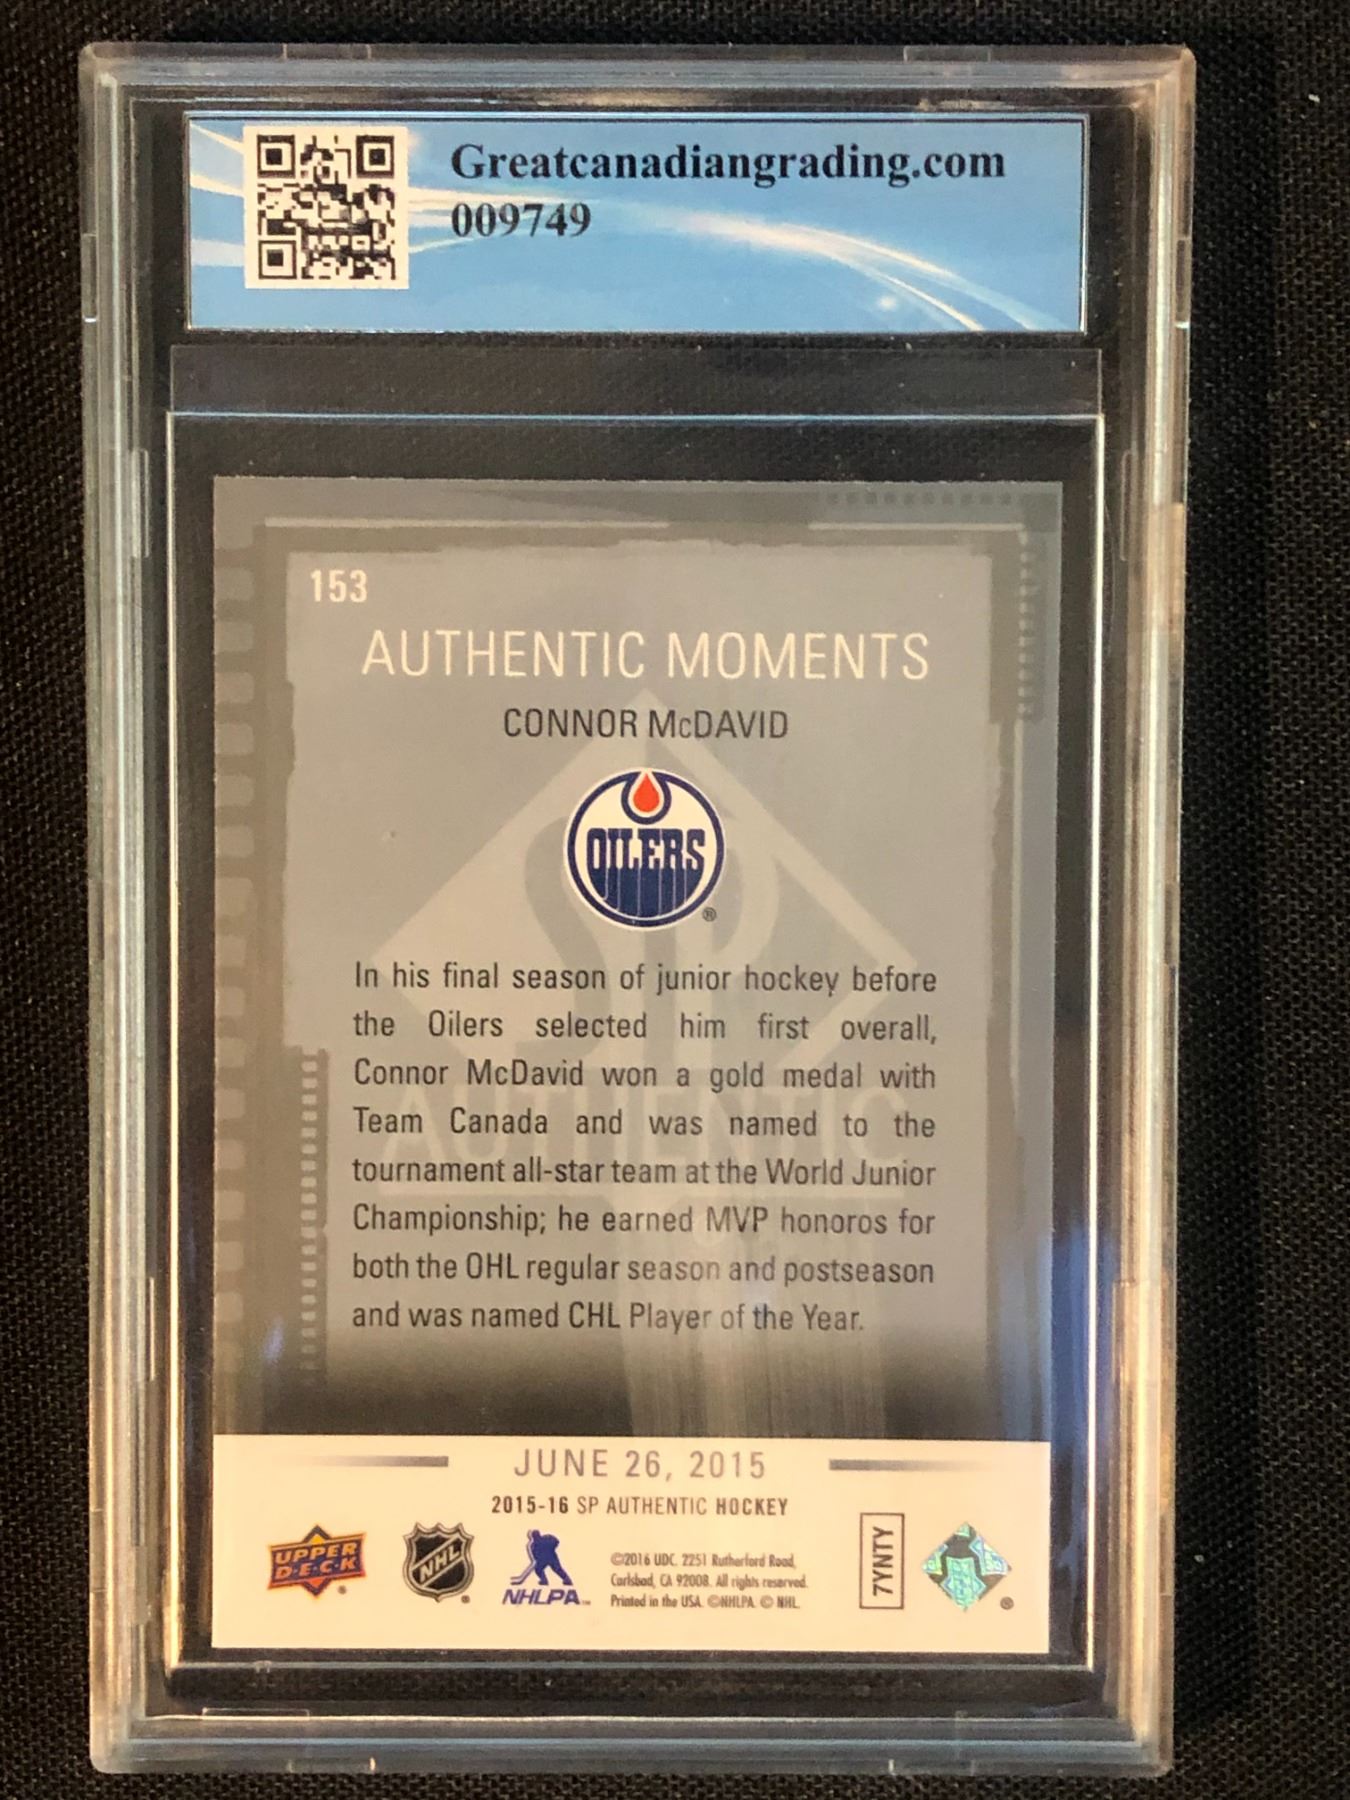 Greatcanadiangrading.com
009749
153
AUTHENTIC MOMENTS
CONNOR McDAVID
OILERS
®
In his final season of junior hockey before
the Oilers selected him first overall,
Connor McDavid won a gold medal with
Team Canada and was named to the
tournament all-star team at the World Junior
Championship; he earned MVP honoros for
both the OHL regular season and postseason
and was named CHL Player of the Year.
SP
AUTHENTIC
JUNE 26, 2015
2015-16 SP AUTHENTIC HOCKEY
UPPER
D·E·C·K
®
NHL
®
NHLPA™
©2016 UDC. 2251 Rutherford Road,
Carlsbad, CA 92008. All rights reserved.
Printed in the USA. ©NHLPA. © NHL.
7YNTY
®